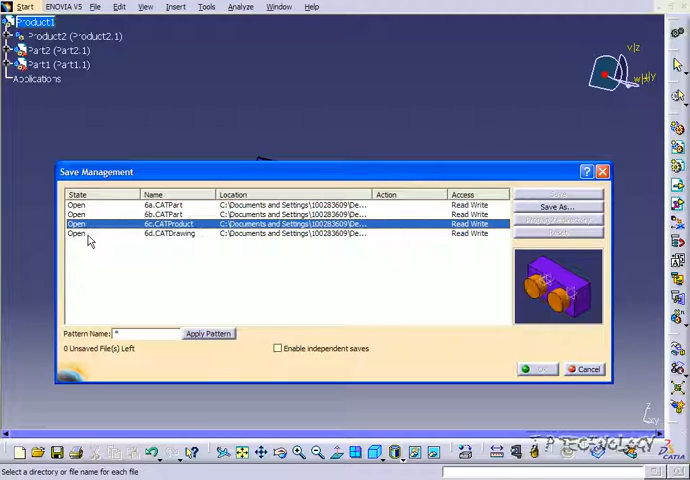 Start ENOVIA V5 File Edit View Insert Tools Analyze Window Help
Product1
Product2 (Product2.1)
Part2 (Part2.1)
Part1 (Part1.1)
Applications
Save Management
State Name Location Action Access
Open 6a.CATPart C:\Documents and Settings\100283609\De... Read Write
Open 6b.CATPart C:\Documents and Settings\100283609\De... Read Write
Open 6c.CATProduct C:\Documents and Settings\100283609\De... Read Write
Open 6d.CATDrawing C:\Documents and Settings\100283609\De... Read Write
Save
Save As...
Propagate directory
Reset
Pattern Name: * Apply Pattern
0 Unsaved File(s) Left
Enable independent saves
Cancel
Select a directory or file name for each file